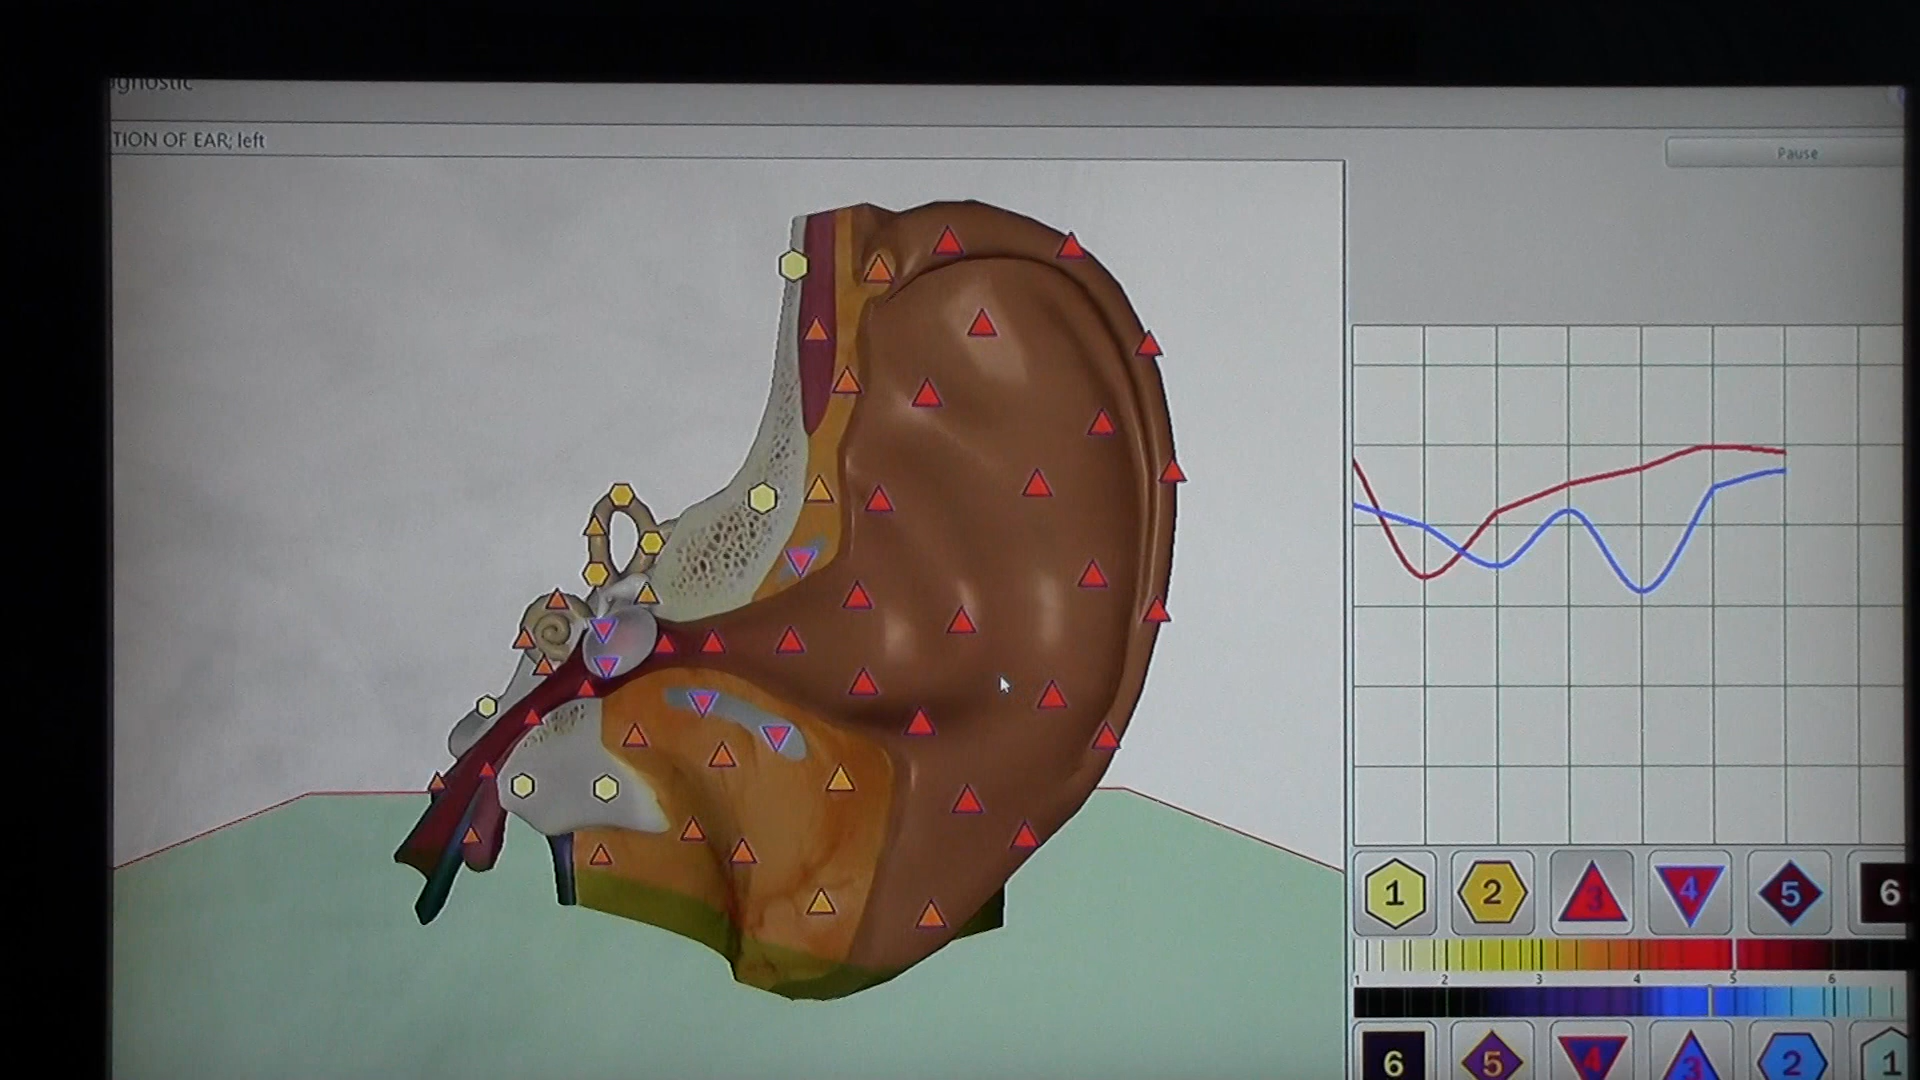 gnostic
TION OF EAR; left
Pause
1 2 3 4 5 6
1 2 3 4 5 6
6 5 4 3 2 1